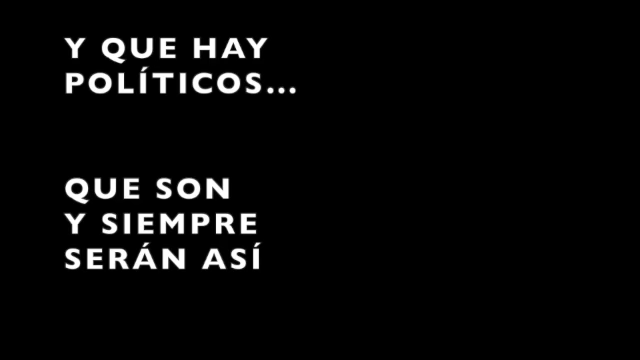 Y QUE HAY
POLÍTICOS...
QUE SON
Y SIEMPRE
SERÁN ASÍ